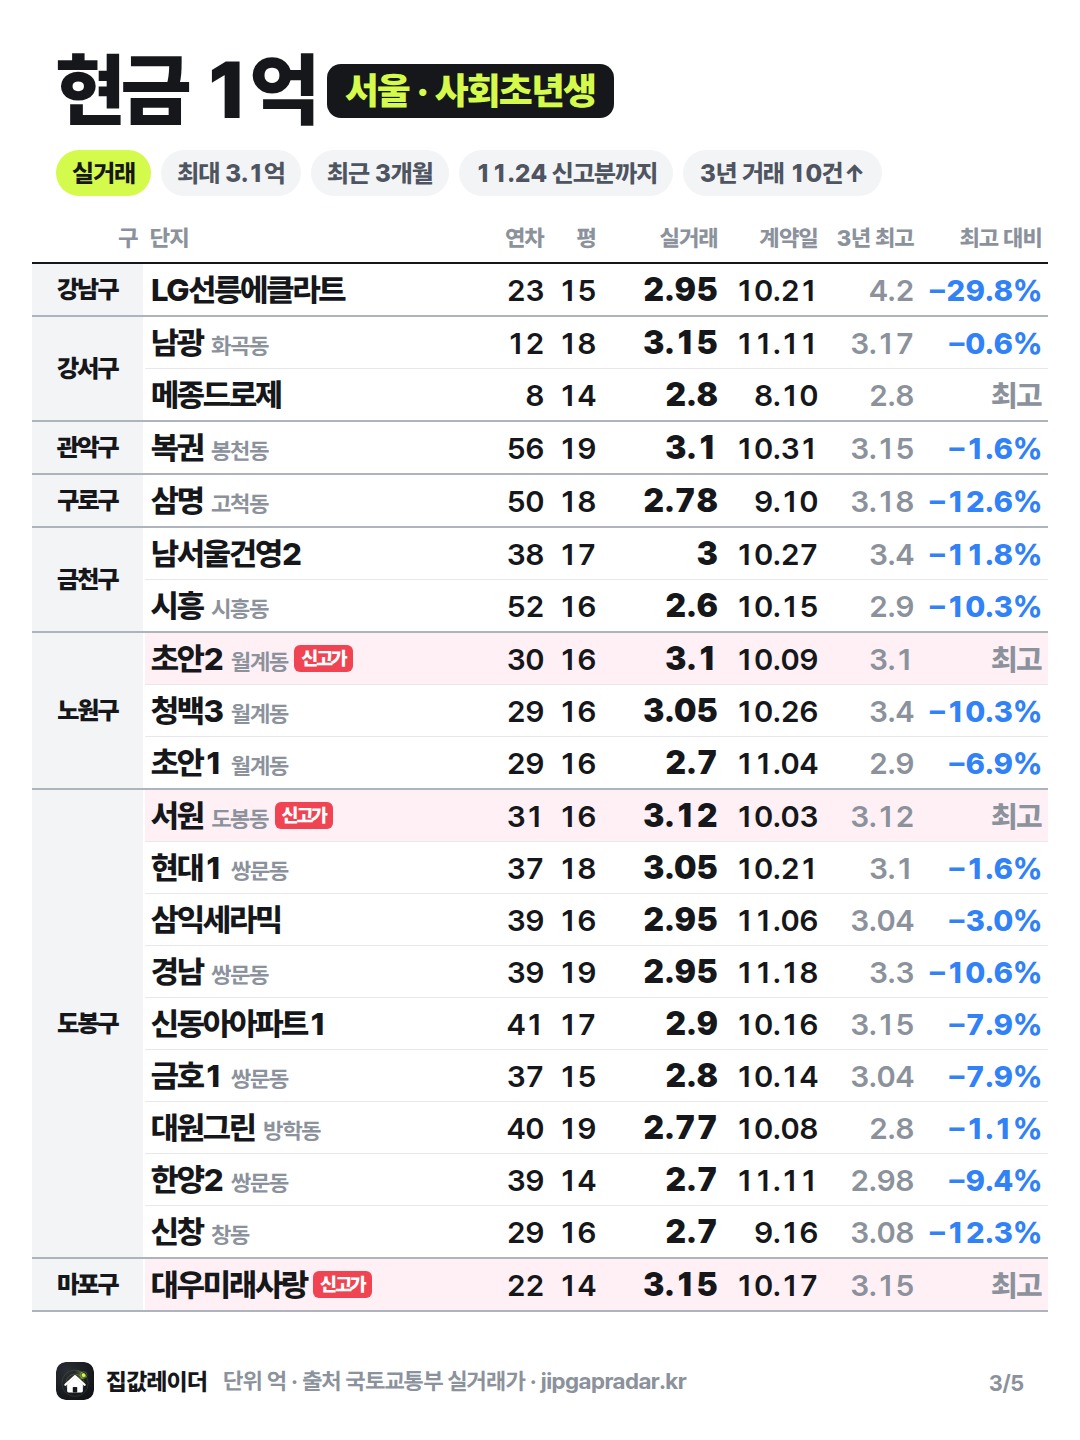 현금 1억 서울 · 사회초년생
실거래 최대 3.1억 최근 3개월 11.24 신고분까지 3년 거래 10건↑
구 단지 연차 평 실거래 계약일 3년 최고 최고 대비
강남구 LG선릉에클라트 23 15 2.95 10.21 4.2 −29.8%
강서구 남광 화곡동 12 18 3.15 11.11 3.17 −0.6%
메종드로제 8 14 2.8 8.10 2.8 최고
관악구 복권 봉천동 56 19 3.1 10.31 3.15 −1.6%
구로구 삼명 고척동 50 18 2.78 9.10 3.18 −12.6%
금천구 남서울건영2 38 17 3 10.27 3.4 −11.8%
시흥 시흥동 52 16 2.6 10.15 2.9 −10.3%
노원구 초안2 월계동 신고가 30 16 3.1 10.09 3.1 최고
청백3 월계동 29 16 3.05 10.26 3.4 −10.3%
초안1 월계동 29 16 2.7 11.04 2.9 −6.9%
도봉구 서원 도봉동 신고가 31 16 3.12 10.03 3.12 최고
현대1 쌍문동 37 18 3.05 10.21 3.1 −1.6%
삼익세라믹 39 16 2.95 11.06 3.04 −3.0%
경남 쌍문동 39 19 2.95 11.18 3.3 −10.6%
신동아아파트1 41 17 2.9 10.16 3.15 −7.9%
금호1 쌍문동 37 15 2.8 10.14 3.04 −7.9%
대원그린 방학동 40 19 2.77 10.08 2.8 −1.1%
한양2 쌍문동 39 14 2.7 11.11 2.98 −9.4%
신창 창동 29 16 2.7 9.16 3.08 −12.3%
마포구 대우미래사랑 신고가 22 14 3.15 10.17 3.15 최고
집값레이더 단위 억 · 출처 국토교통부 실거래가 · jipgapradar.kr 3/5